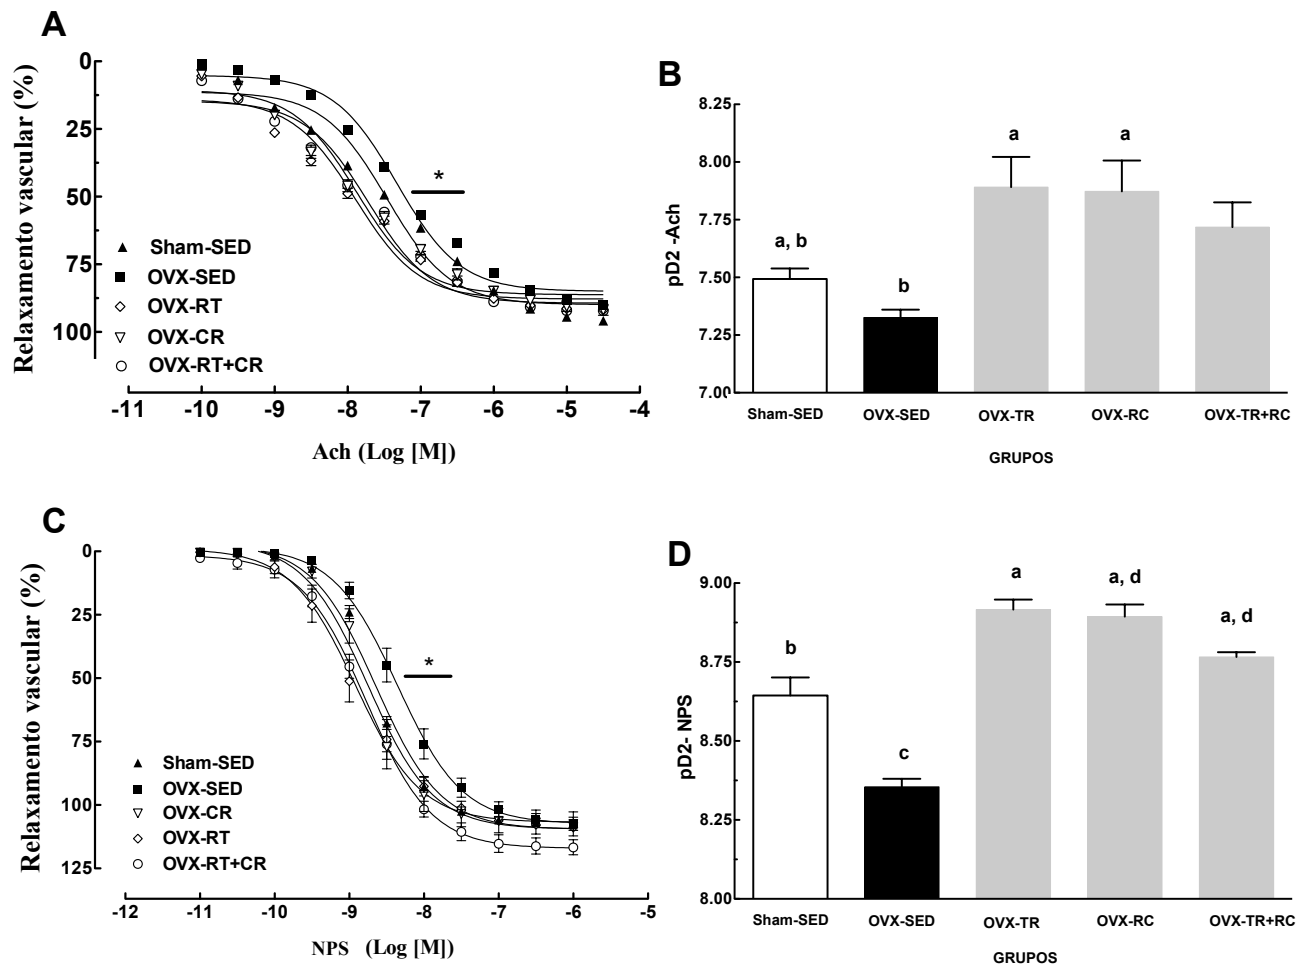 A
Relaxamento vascular (%)
0
25
50
75
100
*
Sham-SED
OVX-SED
OVX-RT
OVX-CR
OVX-RT+CR
-11 -10 -9 -8 -7 -6 -5 -4
Ach (Log [M])
B
pD2 -Ach
8.25
8.00
7.75
7.50
7.25
7.00
a, b
b
a
a
Sham-SED OVX-SED OVX-TR OVX-RC OVX-TR+RC
GRUPOS
C
Relaxamento vascular (%)
0
25
50
75
100
125
*
Sham-SED
OVX-SED
OVX-CR
OVX-RT
OVX-RT+CR
-12 -11 -10 -9 -8 -7 -6 -5
NPS (Log [M])
D
pD2- NPS
9.00
8.75
8.50
8.25
8.00
b
c
a
a, d
a, d
Sham-SED OVX-SED OVX-TR OVX-RC OVX-TR+RC
GRUPOS